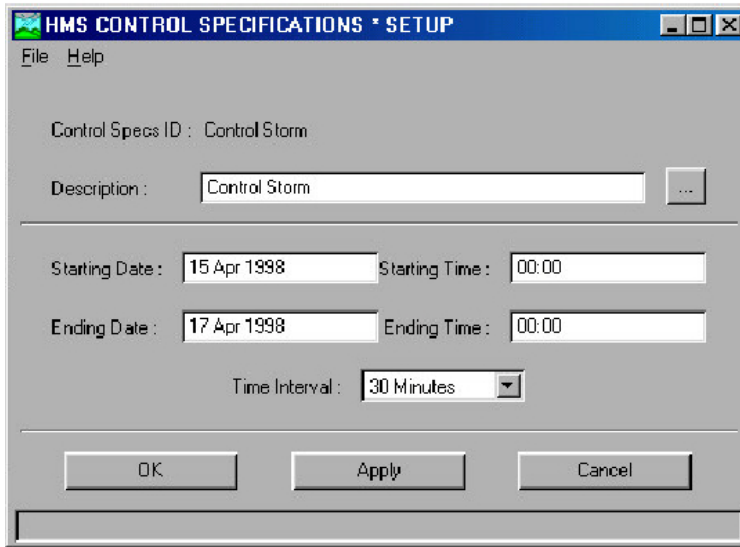 HMS CONTROL SPECIFICATIONS * SETUP
File Help
Control Specs ID : Control Storm
Description : Control Storm ...
Starting Date : 15 Apr 1998 Starting Time : 00:00
Ending Date : 17 Apr 1998 Ending Time : 00:00
Time Interval : 30 Minutes
OK Apply Cancel